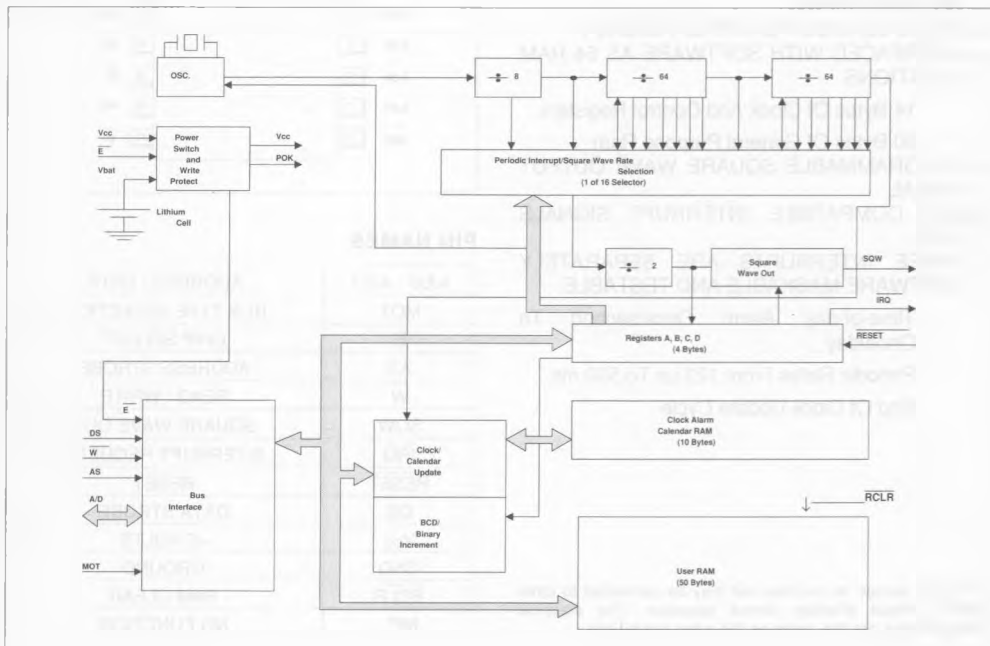 OSC.
÷ 8
÷ 64
÷ 64
Vcc
E
Vbat
Power
Switch
and
Write
Protect
Vcc
POK
Lithium
Cell
Periodic Interrupt/Square Wave Rate
Selection
(1 of 16 Selector)
÷ 2
Square
Wave Out
SQW
IRQ
RESET
Registers A, B, C, D
(4 Bytes)
E
DS
W
AS
A/D
MOT
Bus
Interface
Clock/
Calendar
Update
BCD/
Binary
Increment
Clock Alarm
Calendar RAM
(10 Bytes)
RCLR
User RAM
(50 Bytes)